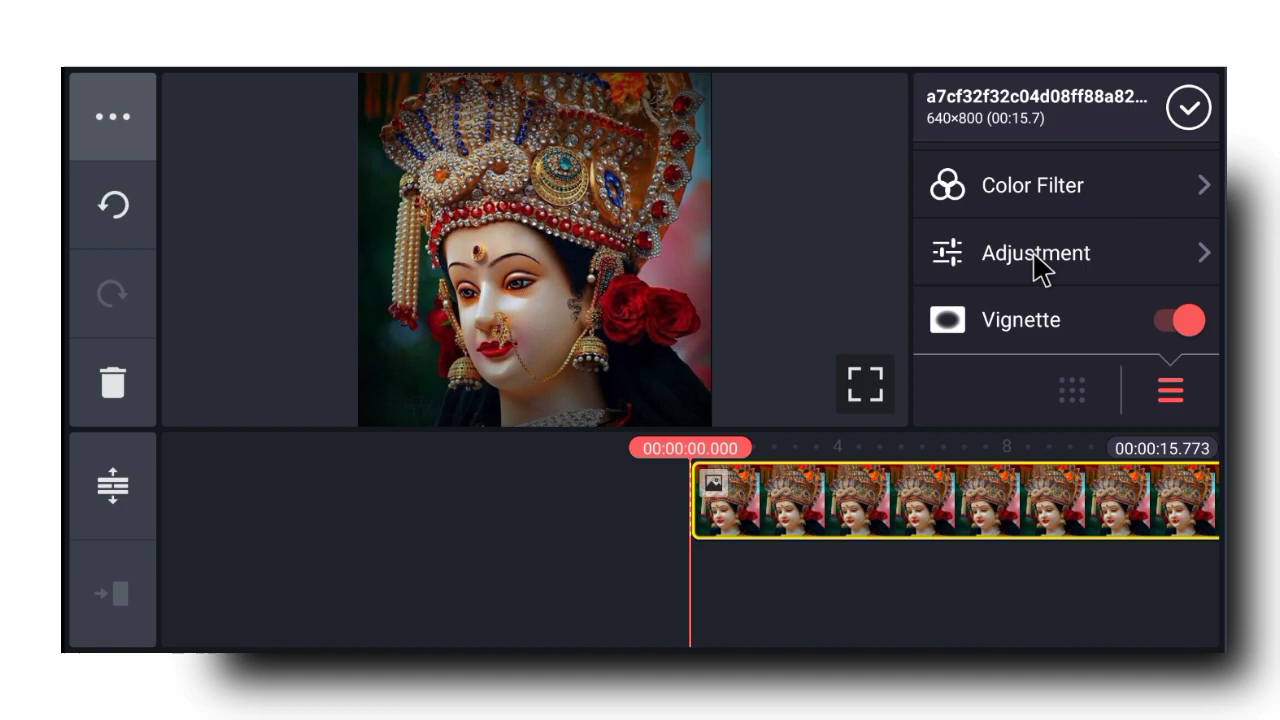 a7cf32f32c04d08ff88a82...
640×800 (00:15.7)
Color Filter
Adjustment
Vignette
00:00:00.000
4
8
00:00:15.773